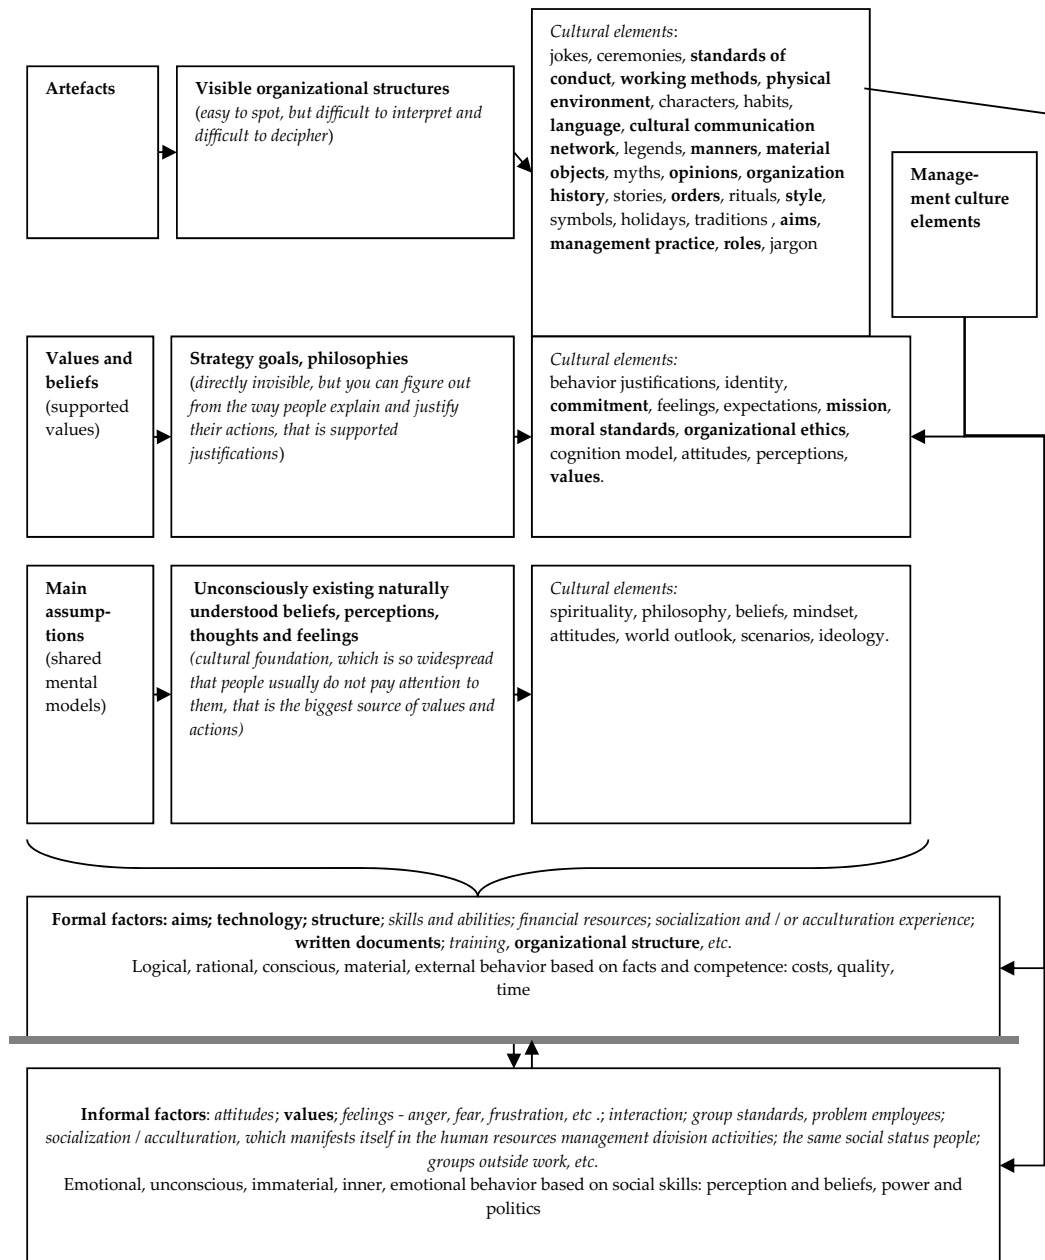 Artefacts
Visible organizational structures
(easy to spot, but difficult to interpret and
difficult to decipher)
Cultural elements:
jokes, ceremonies, standards of
conduct, working methods, physical
environment, characters, habits,
language, cultural communication
network, legends, manners, material
objects, myths, opinions, organization
history, stories, orders, rituals, style,
symbols, holidays, traditions , aims,
management practice, roles, jargon
Manage-
ment culture
elements
Values and
beliefs
(supported
values)
Strategy goals, philosophies
(directly invisible, but you can figure out
from the way people explain and justify
their actions, that is supported
justifications)
Cultural elements:
behavior justifications, identity,
commitment, feelings, expectations, mission,
moral standards, organizational ethics,
cognition model, attitudes, perceptions,
values.
Main
assump-
tions
(shared
mental
models)
Unconsciously existing naturally
understood beliefs, perceptions,
thoughts and feelings
(cultural foundation, which is so widespread
that people usually do not pay attention to
them, that is the biggest source of values and
actions)
Cultural elements:
spirituality, philosophy, beliefs, mindset,
attitudes, world outlook, scenarios, ideology.
Formal factors: aims; technology; structure; skills and abilities; financial resources; socialization and / or acculturation experience;
written documents; training, organizational structure, etc.
Logical, rational, conscious, material, external behavior based on facts and competence: costs, quality,
time
Informal factors: attitudes; values; feelings - anger, fear, frustration, etc .; interaction; group standards, problem employees;
socialization / acculturation, which manifests itself in the human resources management division activities; the same social status people;
groups outside work, etc.
Emotional, unconscious, immaterial, inner, emotional behavior based on social skills: perception and beliefs, power and
politics